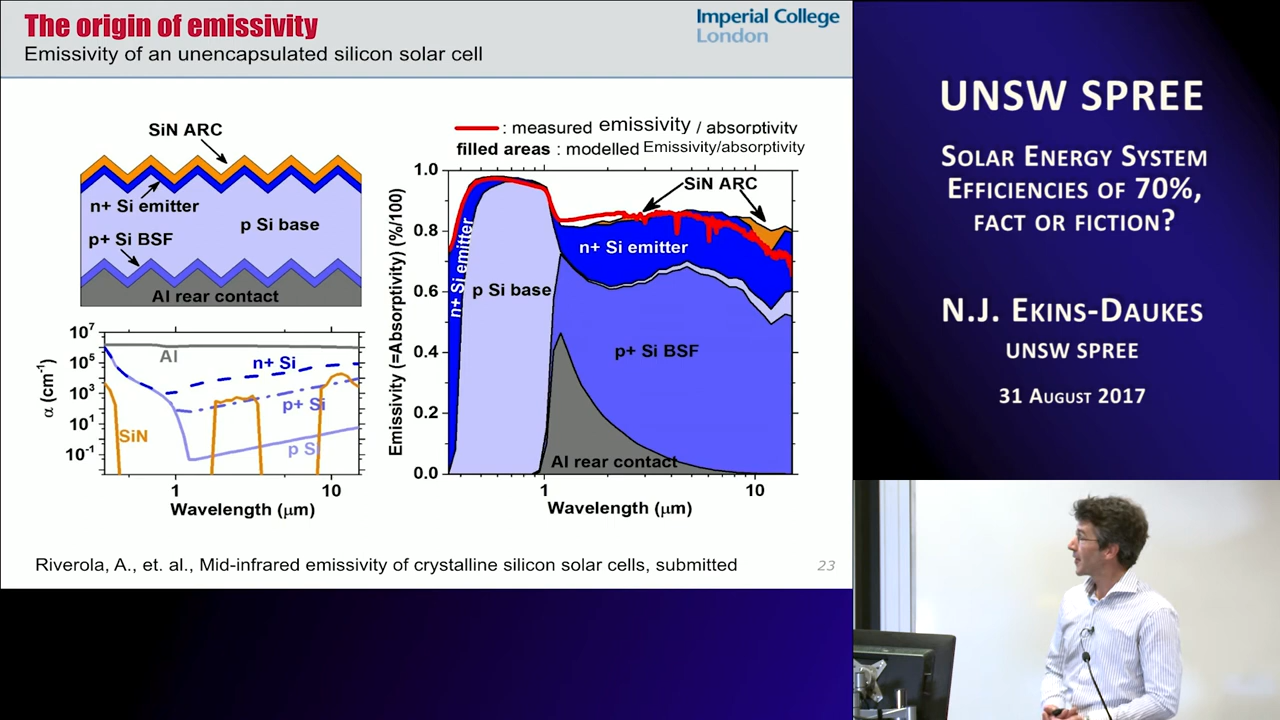 The origin of emissivity
Emissivity of an unencapsulated silicon solar cell
Imperial College
London
SiN ARC
n+ Si emitter
p Si base
p+ Si BSF
Al rear contact
10⁷
10⁵
10³
10¹
10⁻¹
α (cm⁻¹)
Al
n+ Si
p+ Si
SiN
p Si
1
10
Wavelength (μm)
: measured emissivity / absorptivity
filled areas : modelled Emissivity/absorptivity
1.0
0.8
0.6
0.4
0.2
0.0
Emissivity (=Absorptivity) (%/100)
SiN ARC
n+ Si emitter
n+ Si emitter
p Si base
p+ Si BSF
Al rear contact
1
10
Wavelength (μm)
Riverola, A., et. al., Mid-infrared emissivity of crystalline silicon solar cells, submitted
23
UNSW SPREE
Solar Energy System
Efficiencies of 70%,
fact or fiction?
N.J. Ekins-Daukes
UNSW SPREE
31 August 2017